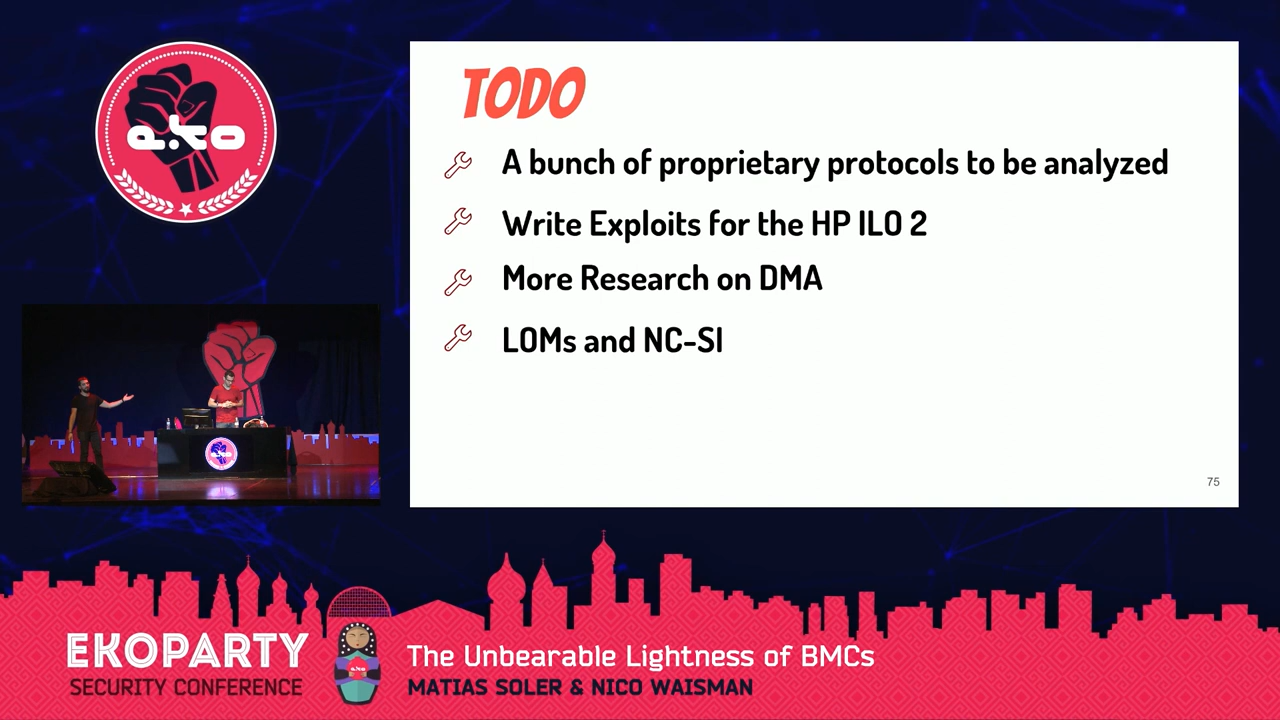 TODO
A bunch of proprietary protocols to be analyzed
Write Exploits for the HP ILO 2
More Research on DMA
LOMs and NC-SI
75
EKOPARTY
SECURITY CONFERENCE
The Unbearable Lightness of BMCs
MATIAS SOLER & NICO WAISMAN